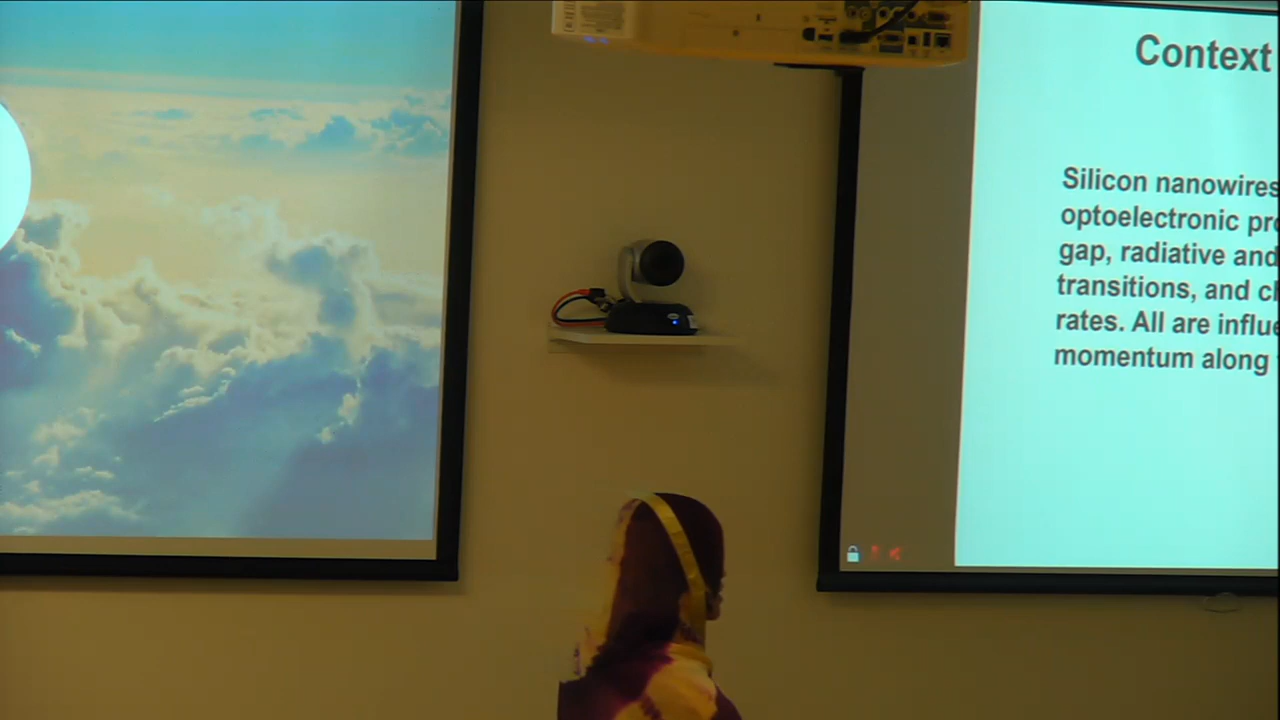 Context
Silicon nanowires
optoelectronic
gap, radiative and
transitions, and
rates. All are
momentum along